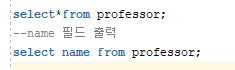 select*from professor;
--name 필드 출력
select name from professor;